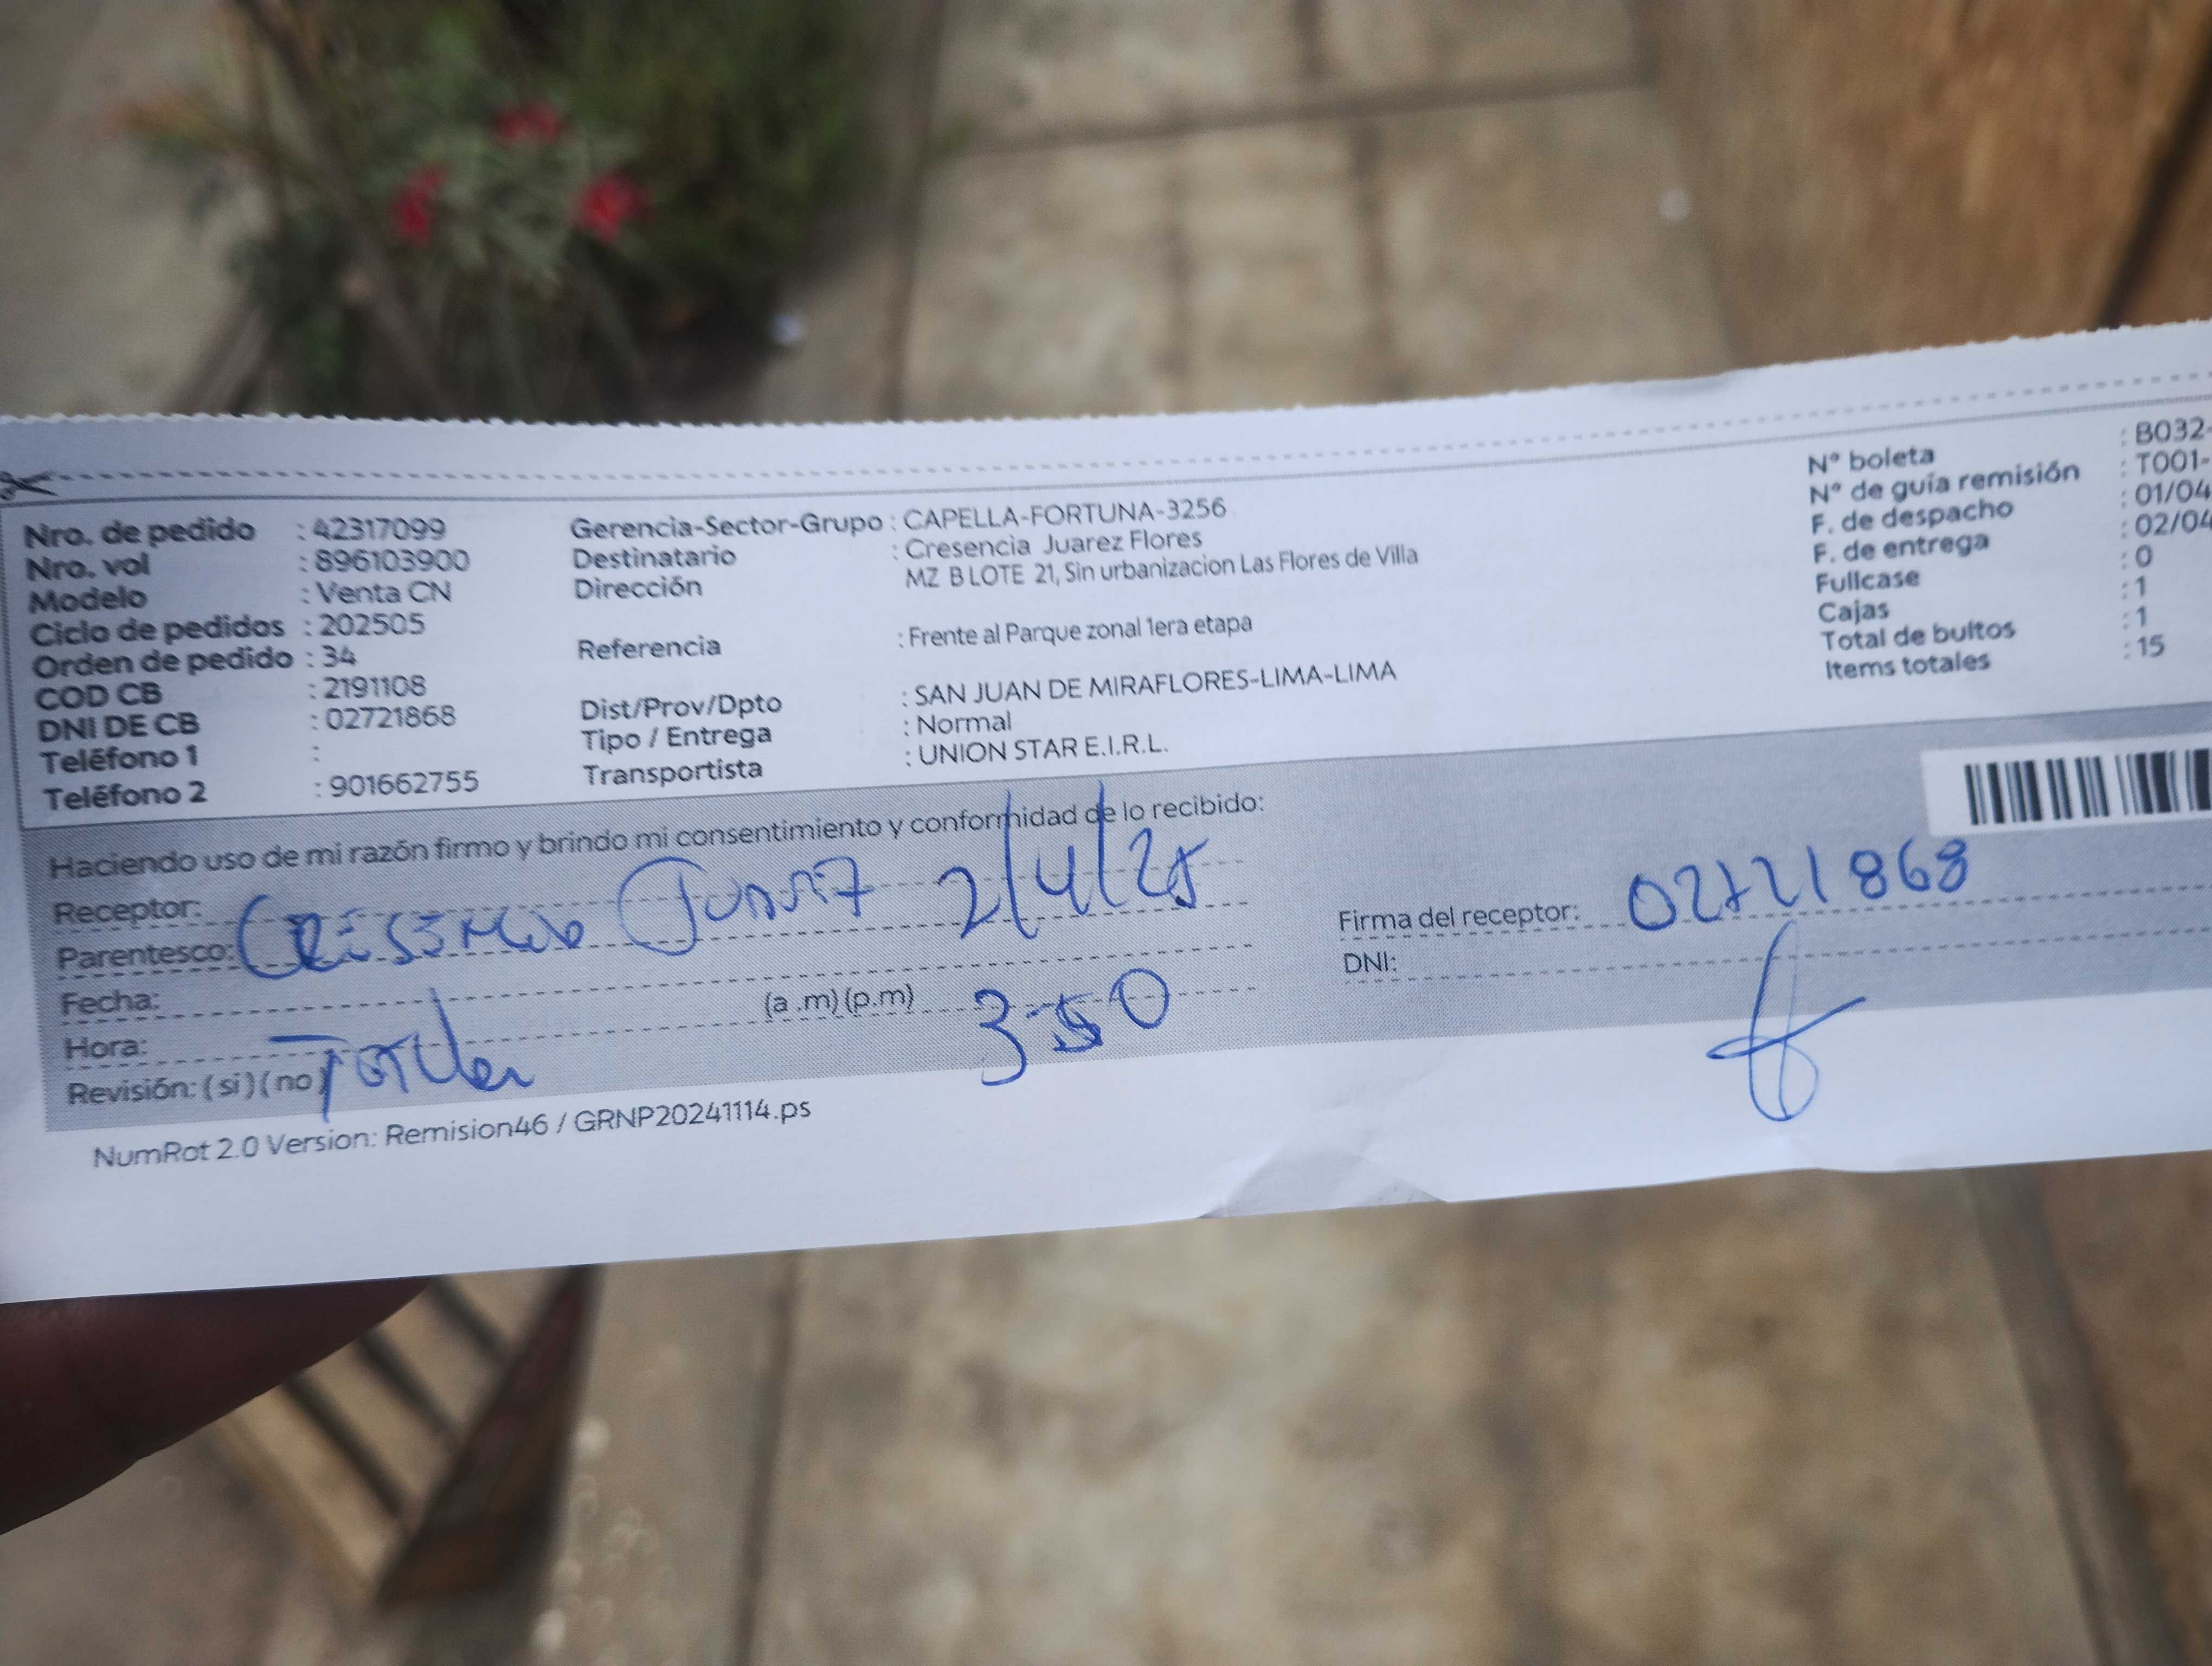 Nro. de pedido : 42317099
Nro. vol : 896103900
Modelo : Venta CN
Ciclo de pedidos : 202505
Orden de pedido : 34
COD CB : 2191108
DNI DE CB : 02721868
Teléfono 1 :
Teléfono 2 : 901662755
Gerencia-Sector-Grupo : CAPELLA-FORTUNA-3256
Destinatario : Cresencia Juarez Flores
Dirección MZ B LOTE 21, Sin urbanizacion Las Flores de Villa
Referencia : Frente al Parque zonal 1era etapa
Dist/Prov/Dpto : SAN JUAN DE MIRAFLORES-LIMA-LIMA
Tipo / Entrega : Normal
Transportista : UNION STAR E.I.R.L.
N° boleta : B032-
N° de guía remisión : T001-
F. de despacho : 01/04
F. de entrega : 02/04
Fullcase : 0
Cajas : 1
Total de bultos : 1
Items totales : 15
Haciendo uso de mi razón firmo y brindo mi consentimiento y conformidad de lo recibido:
Receptor:
Parentesco: 2/4/25
Fecha:
Hora: (a .m) (p.m) 350
Revisión: ( si ) ( no )
Firma del receptor: 02721868
DNI:
NumRot 2.0 Version: Remision46 / GRNP20241114.ps